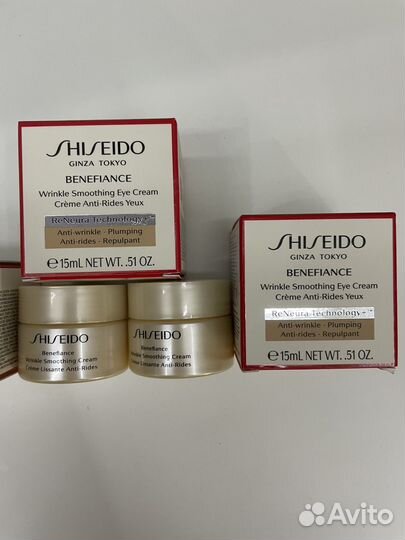 SHISEIDO
GINZA TOKYO
BENEFIANCE
Wrinkle Smoothing Eye Cream
Crème Anti-Rides Yeux
ReNeura Technology+™
Anti-wrinkle · Plumping
Anti-rides · Repulpant
℮15mL NET WT. .51 OZ.
SHISEIDO
GINZA TOKYO
BENEFIANCE
Wrinkle Smoothing Eye Cream
Crème Anti-Rides Yeux
ReNeura Technology+™
Anti-wrinkle · Plumping
Anti-rides · Repulpant
℮15mL NET WT. .51 OZ.
SHISEIDO
Benefiance
Wrinkle Smoothing Cream
Crème Lissante Anti-Rides
SHISEIDO
Benefiance
Wrinkle Smoothing Cream
Crème Lissante Anti-Rides
Avito